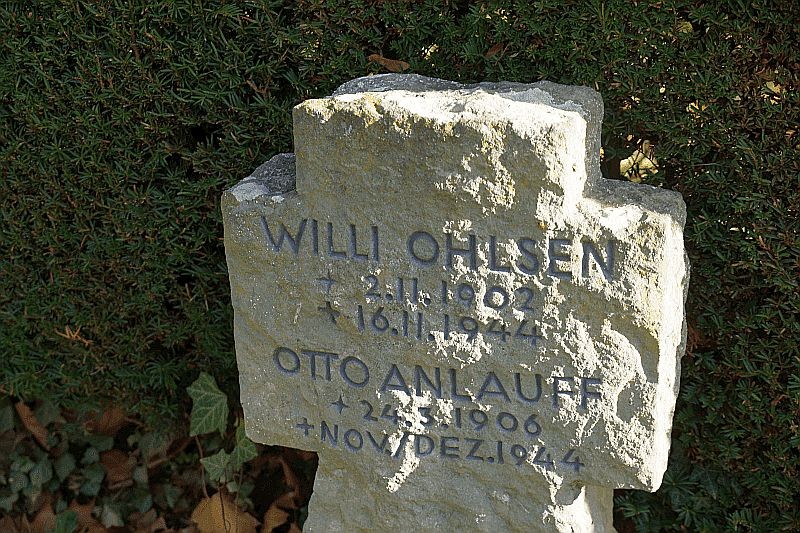 WILLI OHLSEN
+ 2.11.1902
+ 16.11.1944
OTTO ANLAUFF
+ 24.3.1906
+ NOV/DEZ.1944